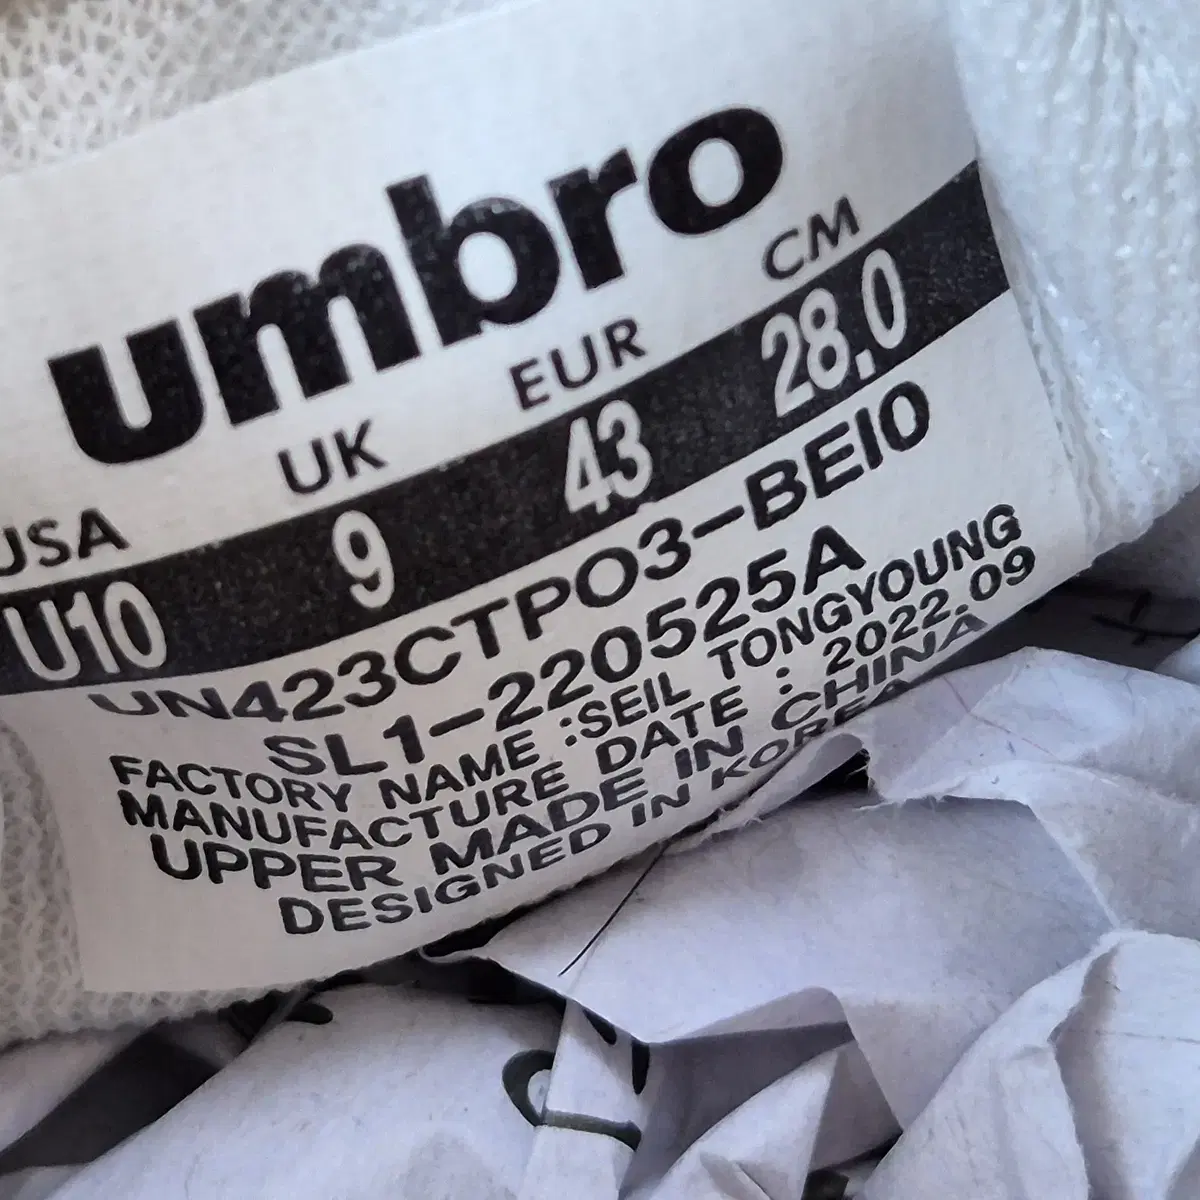 umbro
USA UK EUR CM
U10 9 43 28.0
UN423CTPO3-BEIO
SL1-220525A
FACTORY NAME :SEIL TONGYOUNG
MANUFACTURE DATE : 2022.09
UPPER MADE IN CHINA
DESIGNED IN KOREA